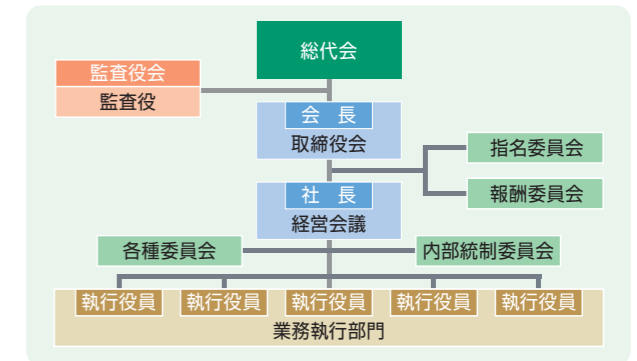 総代会
監査役会
監査役
会　長
取締役会
指名委員会
報酬委員会
社　長
経営会議
各種委員会
内部統制委員会
執行役員
執行役員
執行役員
執行役員
執行役員
業務執行部門